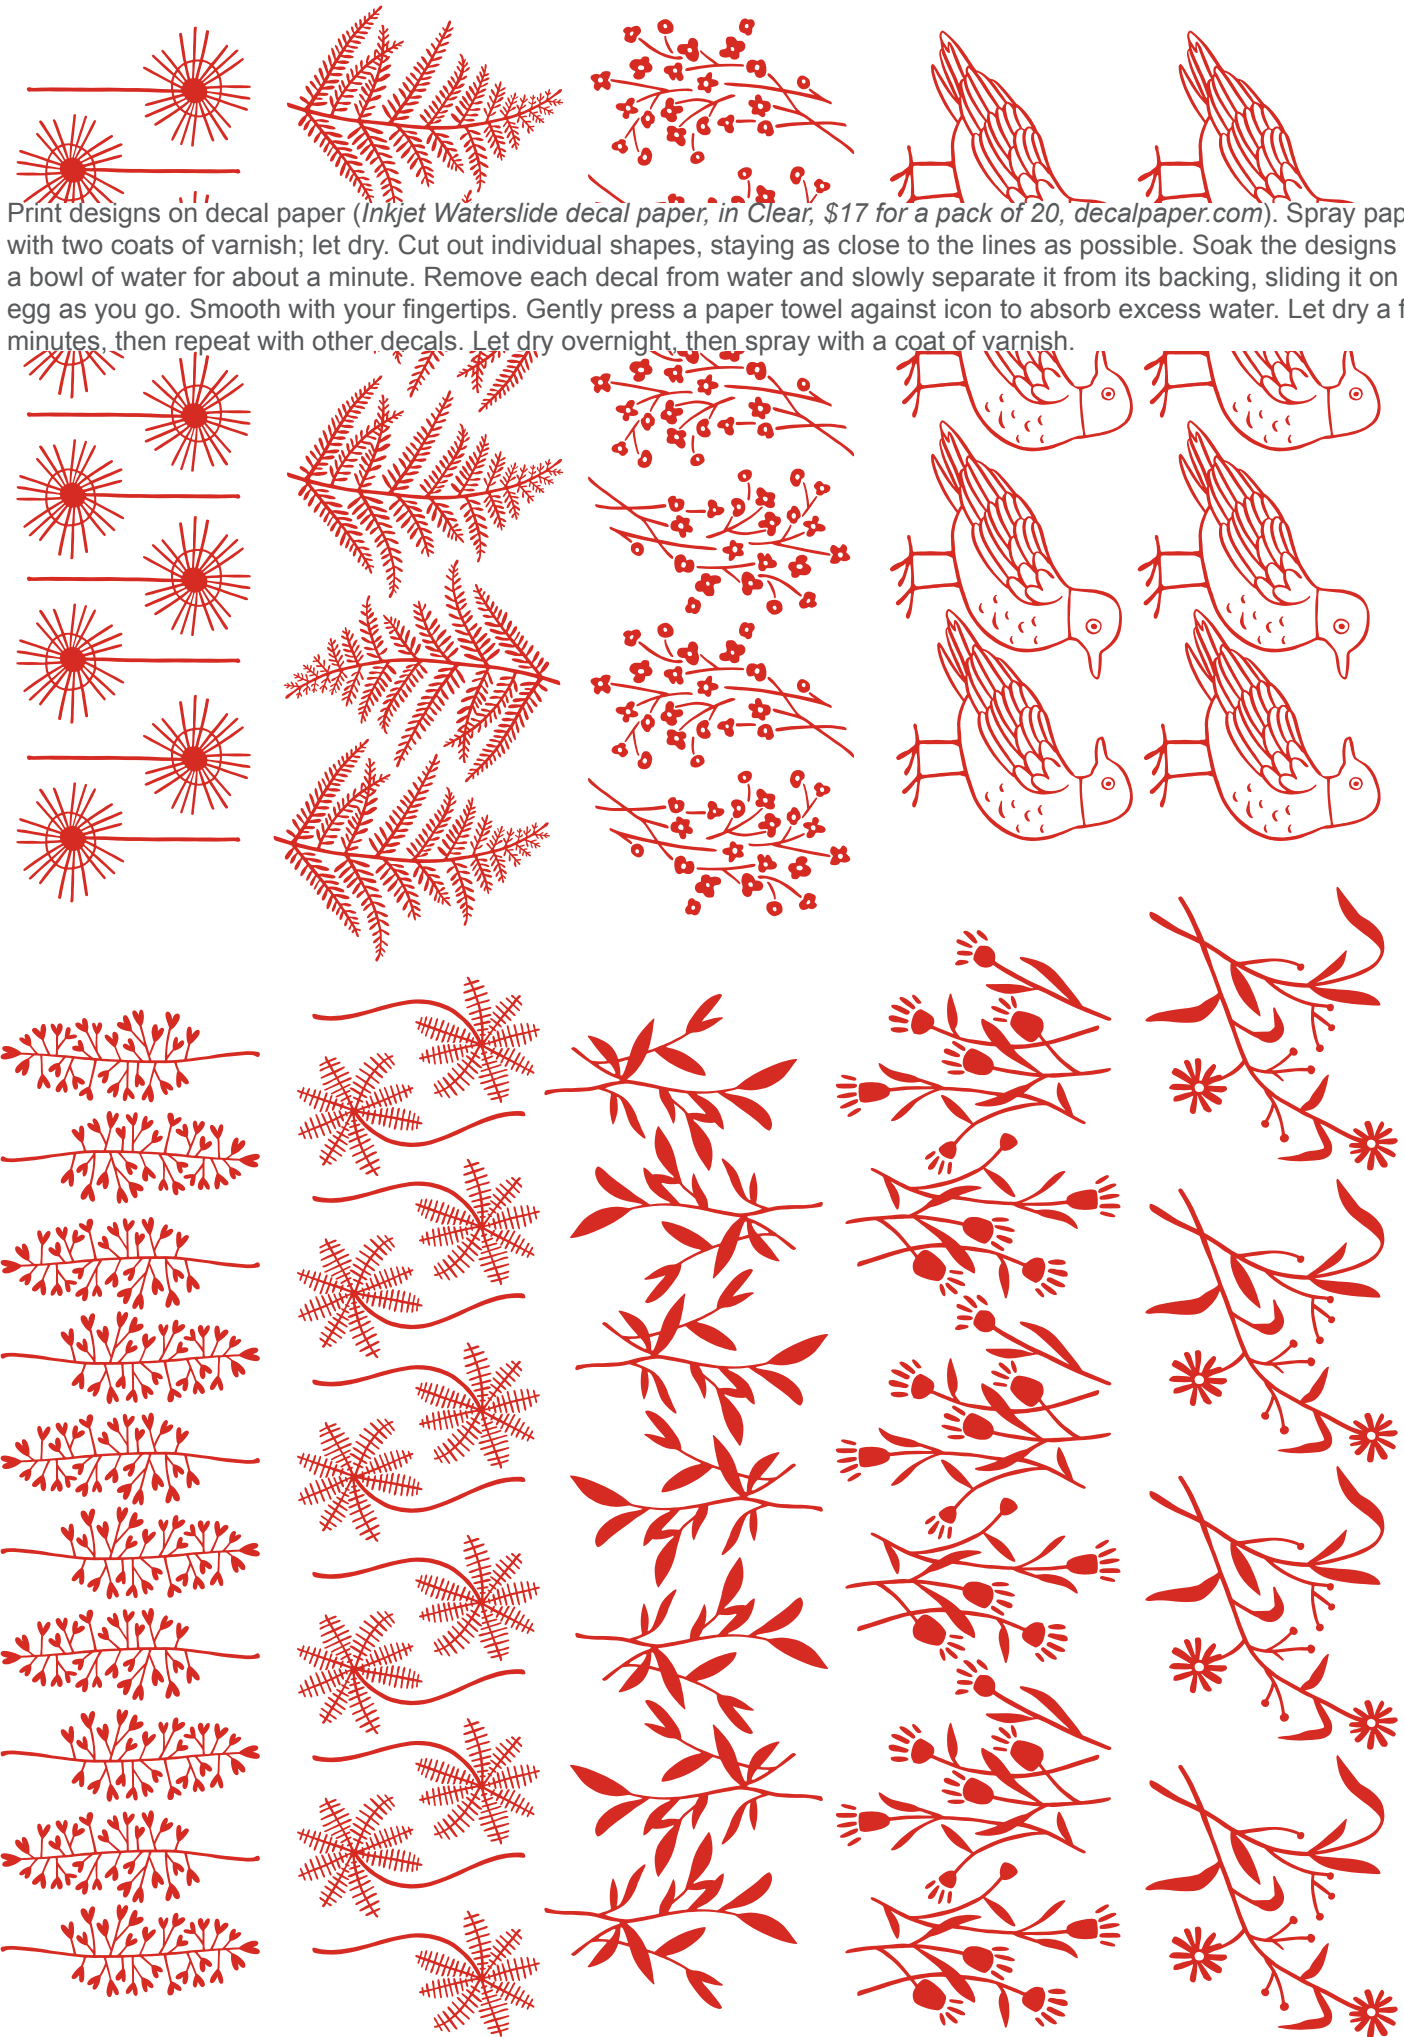 Print designs on decal paper (Inkjet Waterslide decal paper, in Clear, $17 for a pack of 20, decalpaper.com). Spray pap
with two coats of varnish; let dry. Cut out individual shapes, staying as close to the lines as possible. Soak the designs
a bowl of water for about a minute. Remove each decal from water and slowly separate it from its backing, sliding it on
egg as you go. Smooth with your fingertips. Gently press a paper towel against icon to absorb excess water. Let dry a f
minutes, then repeat with other decals. Let dry overnight, then spray with a coat of varnish.